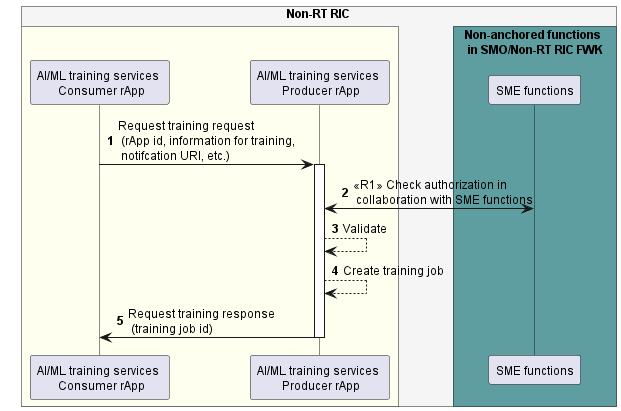 Non-RT RIC
Non-anchored functions
in SMO/Non-RT RIC FWK
AI/ML training services
Consumer rApp
AI/ML training services
Producer rApp
SME functions
Request training request
1 (rApp id, information for training,
notifcation URI, etc.)
«R1» Check authorization in
2 collaboration with SME functions
3 Validate
4 Create training job
Request training response
5 (training job id)
AI/ML training services
Consumer rApp
AI/ML training services
Producer rApp
SME functions